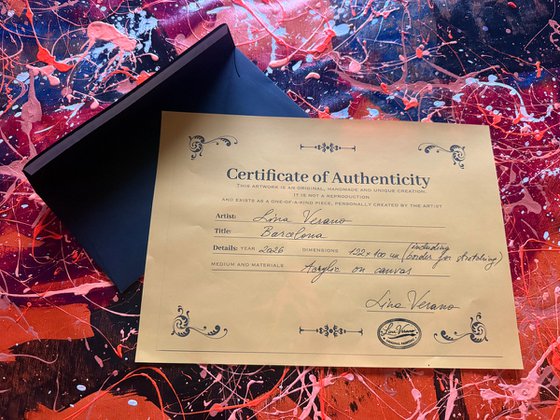 Certificate of Authenticity
THIS ARTWORK IS AN ORIGINAL, HANDMADE AND UNIQUE CREATION.
IT IS NOT A REPRODUCTION
AND EXISTS AS A ONE-OF-A-KIND PIECE, PERSONALLY CREATED BY THE ARTIST
Artist: Lina Verano
Title: Barcelona
Details: YEAR 2026 DIMENSIONS 122 x 100 cm (including border for stretching)
MEDIUM AND MATERIALS Acrylic on canvas
Lina Verano
Lina Verano